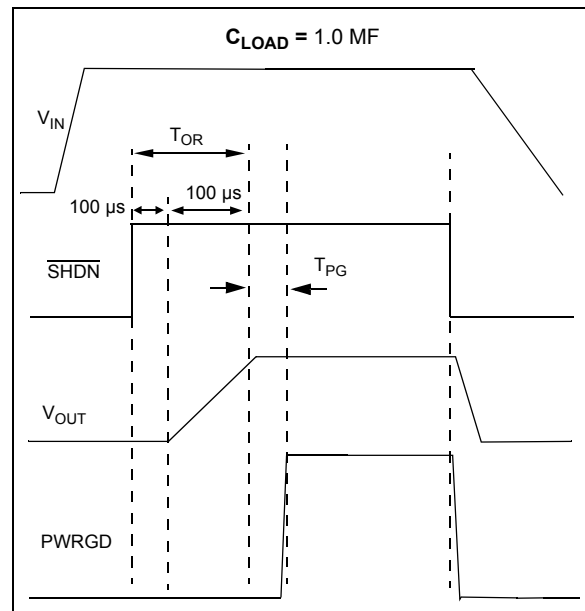 C_LOAD = 1.0 MF
V_IN
T_OR
100 µs 100 µs
SHDN
T_PG
V_OUT
PWRGD